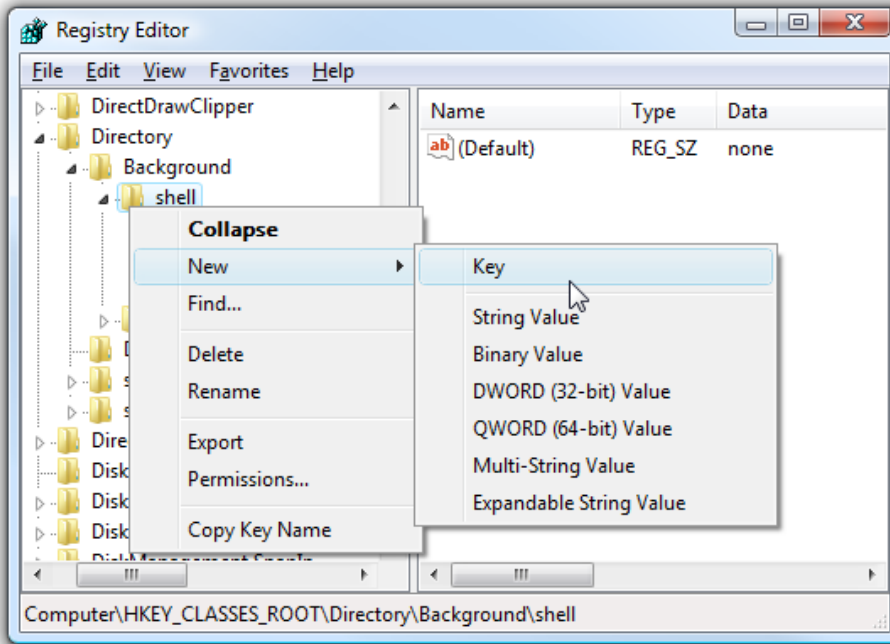 Registry Editor
File Edit View Favorites Help
DirectDrawClipper
Directory
Background
shell
Name Type Data
ab (Default) REG_SZ none
Collapse
New
Find...
Delete
Rename
Export
Permissions...
Copy Key Name
Key
String Value
Binary Value
DWORD (32-bit) Value
QWORD (64-bit) Value
Multi-String Value
Expandable String Value
D
s
s
Dire
Disk
Disk
Disk
Computer\HKEY_CLASSES_ROOT\Directory\Background\shell